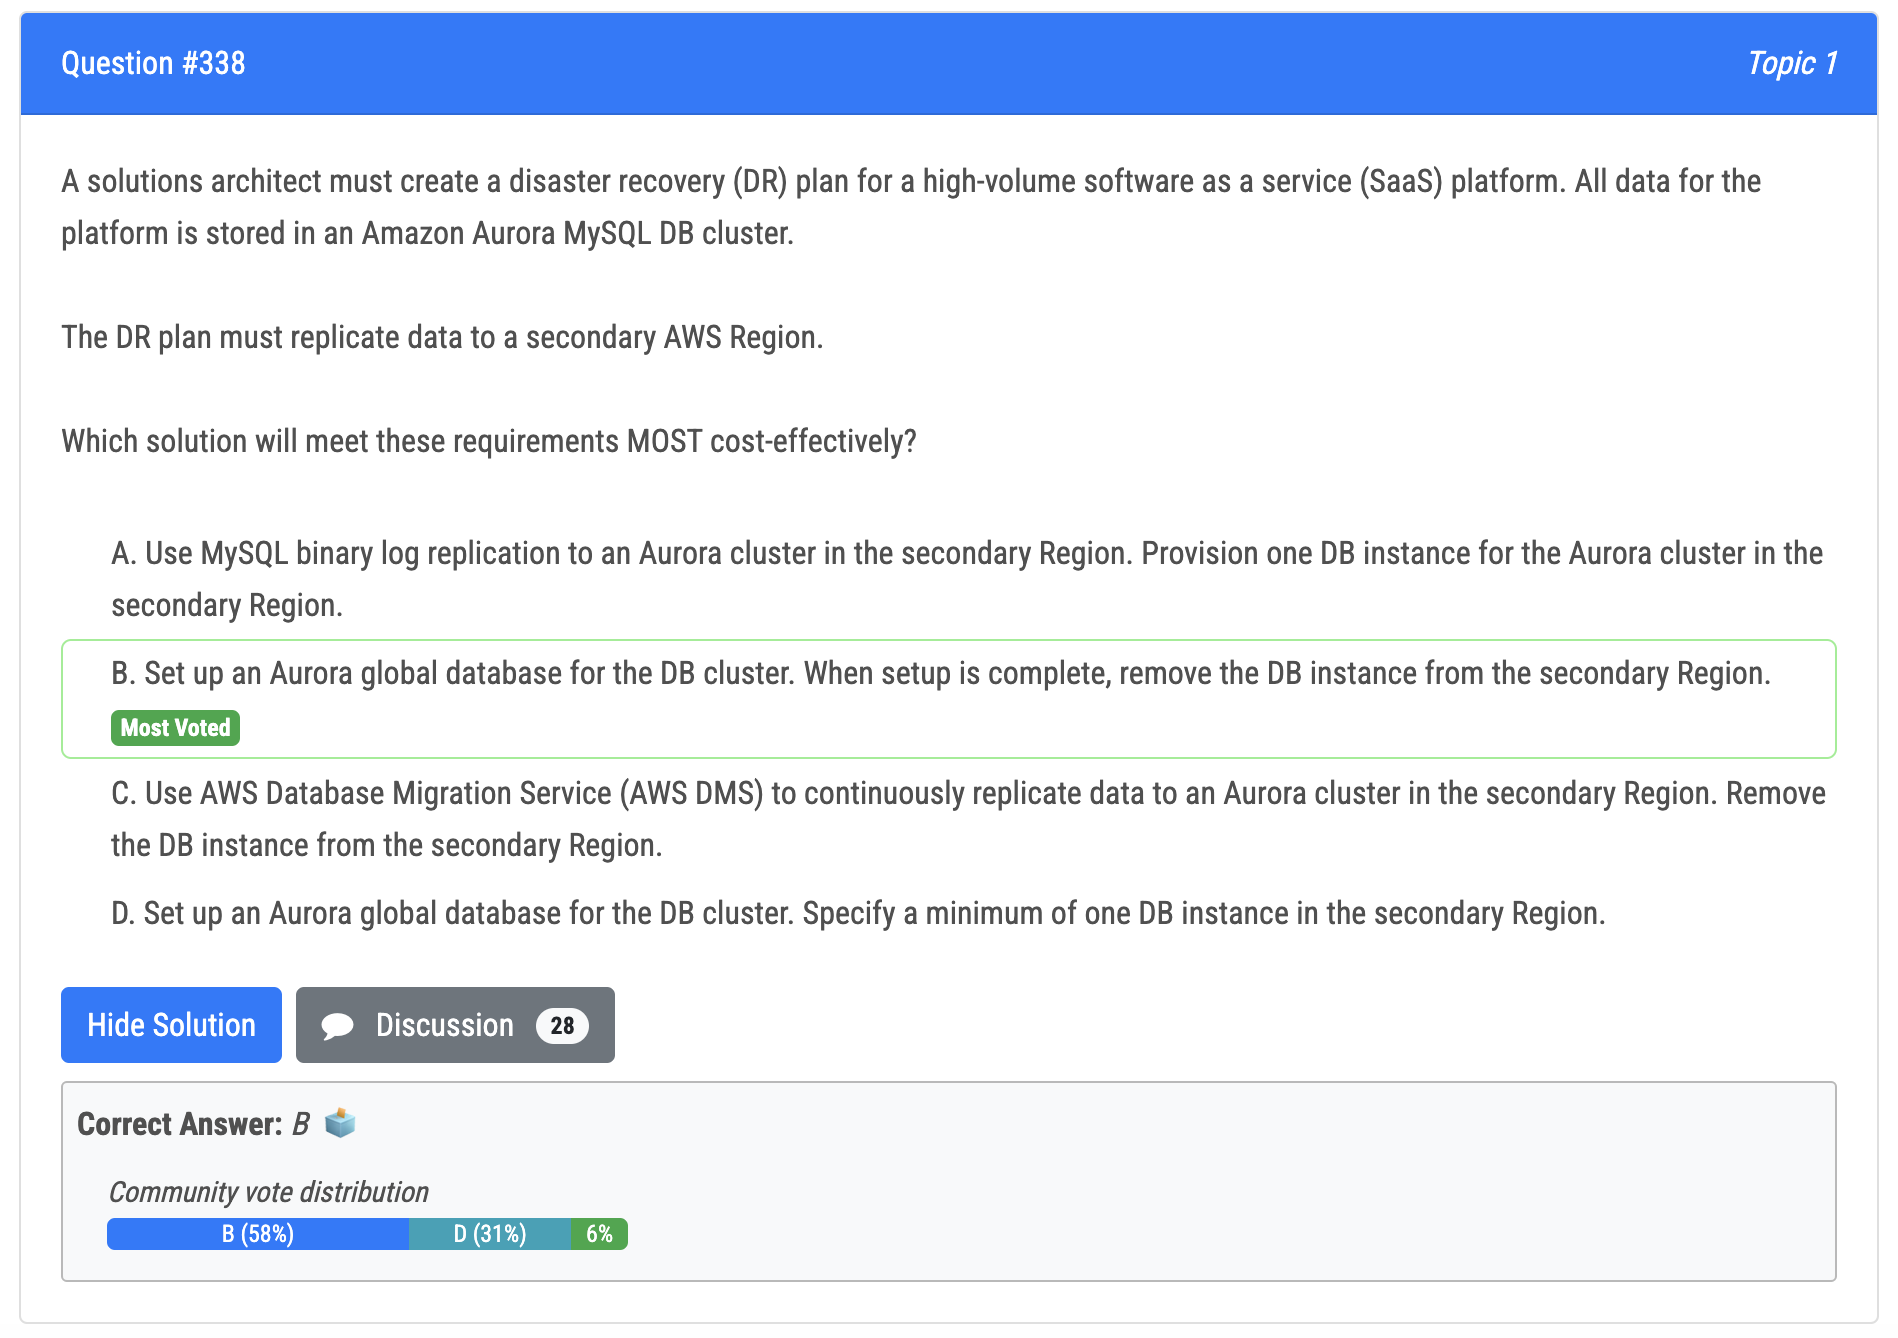 Question #338
Topic 1
A solutions architect must create a disaster recovery (DR) plan for a high-volume software as a service (SaaS) platform. All data for the
platform is stored in an Amazon Aurora MySQL DB cluster.
The DR plan must replicate data to a secondary AWS Region.
Which solution will meet these requirements MOST cost-effectively?
A. Use MySQL binary log replication to an Aurora cluster in the secondary Region. Provision one DB instance for the Aurora cluster in the
secondary Region.
B. Set up an Aurora global database for the DB cluster. When setup is complete, remove the DB instance from the secondary Region.
Most Voted
C. Use AWS Database Migration Service (AWS DMS) to continuously replicate data to an Aurora cluster in the secondary Region. Remove
the DB instance from the secondary Region.
D. Set up an Aurora global database for the DB cluster. Specify a minimum of one DB instance in the secondary Region.
Hide Solution
Discussion 28
Correct Answer: B
Community vote distribution
B (58%) D (31%) 6%